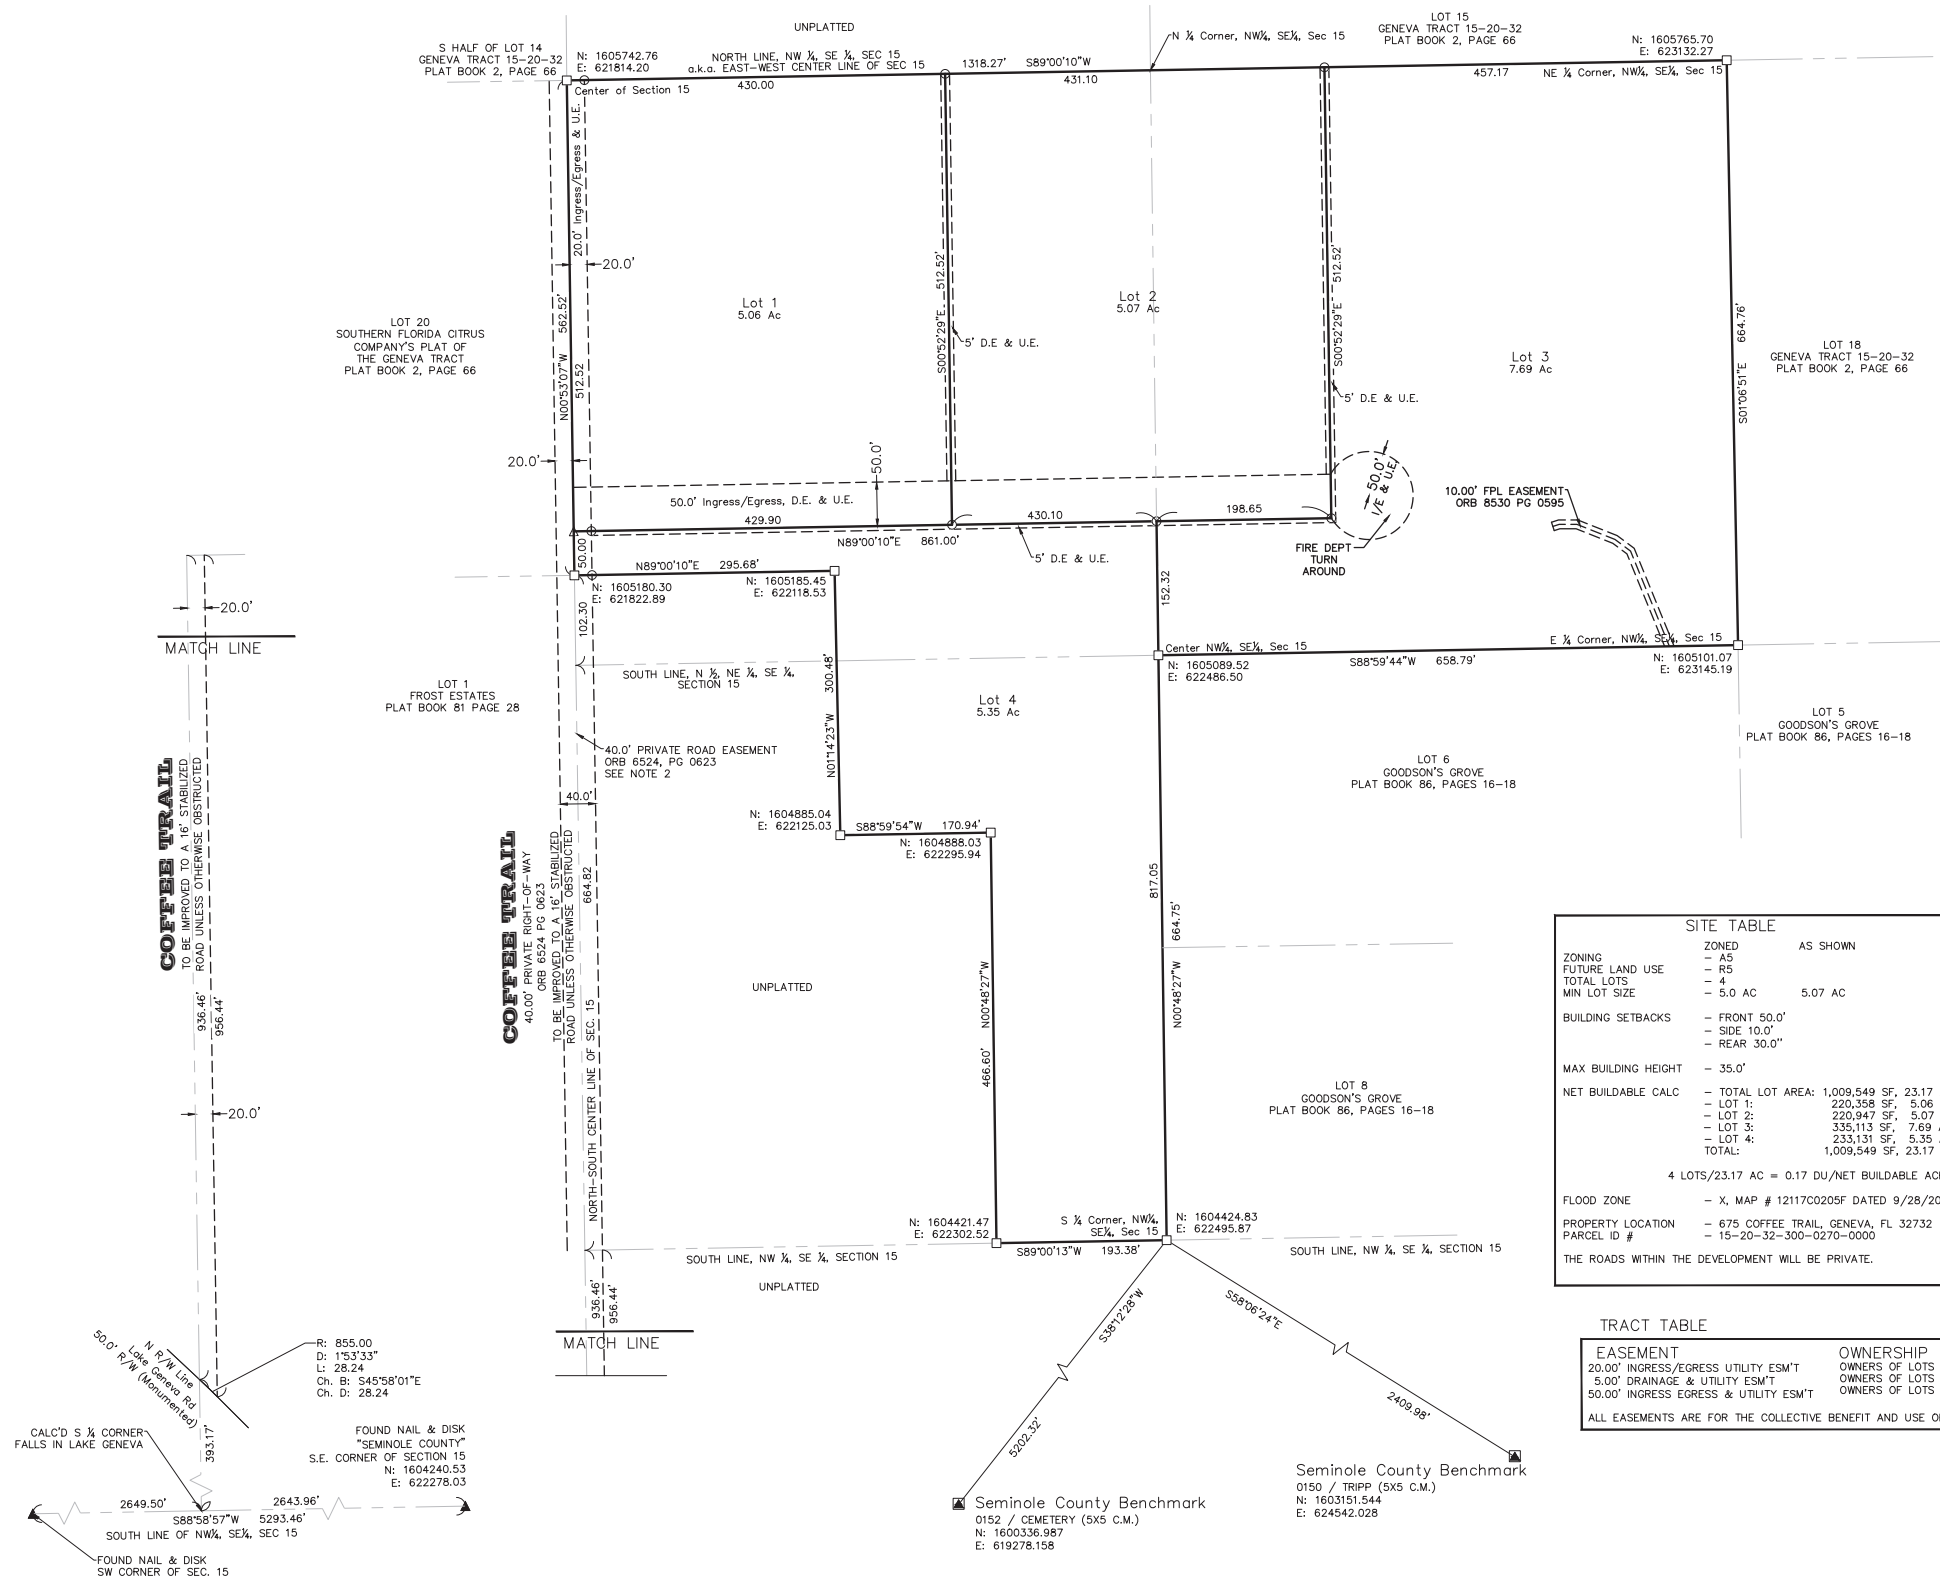 UNPLATTED
LOT 15
GENEVA TRACT 15-20-32
PLAT BOOK 2, PAGE 66
N ¼ Corner, NW¼, SE¼, Sec 15
S HALF OF LOT 14
GENEVA TRACT 15-20-32
PLAT BOOK 2, PAGE 66
N: 1605742.76
E: 621814.20
NORTH LINE, NW ¼, SE ¼, SEC 15
a.k.a. EAST-WEST CENTER LINE OF SEC 15
1318.27'
S89°00'10"W
N: 1605765.70
E: 623132.27
Center of Section 15
430.00
431.10
457.17
NE ¼ Corner, NW¼, SE¼, Sec 15
20.0' Ingress/Egress & U.E.
20.0'
N00°53'07"W 562.52'
512.52
Lot 1
5.06 Ac
S00°52'29"E 512.52'
5' D.E & U.E.
Lot 2
5.07 Ac
S00°52'29"E 512.52'
5' D.E & U.E.
Lot 3
7.69 Ac
S01°06'51"E 664.76'
LOT 18
GENEVA TRACT 15-20-32
PLAT BOOK 2, PAGE 66
LOT 20
SOUTHERN FLORIDA CITRUS
COMPANY'S PLAT OF
THE GENEVA TRACT
PLAT BOOK 2, PAGE 66
20.0'
50.0'
50.0' Ingress/Egress, D.E. & U.E.
50.0'
I/E & U.E.
10.00' FPL EASEMENT
ORB 8530 PG 0595
429.90
430.10
198.65
N89°00'10"E 861.00'
5' D.E & U.E.
FIRE DEPT
TURN
AROUND
50.00
N89°00'10"E 295.68'
N: 1605180.30
E: 621822.89
N: 1605185.45
E: 622118.53
102.30
152.32
20.0'
MATCH LINE
Center NW¼, SE¼, Sec 15
N: 1605089.52
E: 622486.50
S88°59'44"W 658.79'
E ¼ Corner, NW¼, SE¼, Sec 15
N: 1605101.07
E: 623145.19
SOUTH LINE, N ½, NE ¼, SE ¼,
SECTION 15
N01°14'23"W 300.48'
LOT 1
FROST ESTATES
PLAT BOOK 81 PAGE 28
Lot 4
5.35 Ac
LOT 5
GOODSON'S GROVE
PLAT BOOK 86, PAGES 16-18
40.0' PRIVATE ROAD EASEMENT
ORB 6524, PG 0623
SEE NOTE 2
LOT 6
GOODSON'S GROVE
PLAT BOOK 86, PAGES 16-18
40.0'
N: 1604885.04
E: 622125.03
S88°59'54"W 170.94'
N: 1604888.03
E: 622295.94
COFFEE TRAIL
TO BE IMPROVED TO A 16' STABILIZED
ROAD UNLESS OTHERWISE OBSTRUCTED
COFFEE TRAIL
40.00' PRIVATE RIGHT-OF-WAY
ORB 6524 PG 0623
TO BE IMPROVED TO A 16' STABILIZED
ROAD UNLESS OTHERWISE OBSTRUCTED
664.82
NORTH-SOUTH CENTER LINE OF SEC. 15
817.05
N00°48'27"W 664.75'
N00°48'27"W
466.60'
UNPLATTED
936.46'
956.44'
20.0'
LOT 8
GOODSON'S GROVE
PLAT BOOK 86, PAGES 16-18
SITE TABLE
ZONED AS SHOWN
ZONING - A5
FUTURE LAND USE - R5
TOTAL LOTS - 4
MIN LOT SIZE - 5.0 AC 5.07 AC
BUILDING SETBACKS - FRONT 50.0'
- SIDE 10.0'
- REAR 30.0''
MAX BUILDING HEIGHT - 35.0'
NET BUILDABLE CALC - TOTAL LOT AREA: 1,009,549 SF, 23.17
- LOT 1: 220,358 SF, 5.06
- LOT 2: 220,947 SF, 5.07
- LOT 3: 335,113 SF, 7.69
- LOT 4: 233,131 SF, 5.35
TOTAL: 1,009,549 SF, 23.17
4 LOTS/23.17 AC = 0.17 DU/NET BUILDABLE
FLOOD ZONE - X, MAP # 12117C0205F DATED 9/28/20
PROPERTY LOCATION - 675 COFFEE TRAIL, GENEVA, FL 32732
PARCEL ID # - 15-20-32-300-0270-0000
THE ROADS WITHIN THE DEVELOPMENT WILL BE PRIVATE.
N: 1604421.47
E: 622302.52
S ¼ Corner, NW¼,
SE¼, Sec 15
N: 1604424.83
E: 622495.87
S89°00'13"W 193.38'
SOUTH LINE, NW ¼, SE ¼, SECTION 15
SOUTH LINE, NW ¼, SE ¼, SECTION 15
UNPLATTED
936.46'
956.44'
MATCH LINE
S38°12'28"W
5202.32'
S58°06'24"E
2409.98'
TRACT TABLE
EASEMENT OWNERSHIP
20.00' INGRESS/EGRESS UTILITY ESM'T OWNERS OF LOTS
5.00' DRAINAGE & UTILITY ESM'T OWNERS OF LOTS
50.00' INGRESS EGRESS & UTILITY ESM'T OWNERS OF LOTS
ALL EASEMENTS ARE FOR THE COLLECTIVE BENEFIT AND USE
N R/W Line
Lake Geneva Rd
50.0' R/W (Monumented)
R: 855.00
D: 1°53'33"
L: 28.24
Ch. B: S45°58'01"E
Ch. D: 28.24
CALC'D S ¼ CORNER
FALLS IN LAKE GENEVA
393.17'
FOUND NAIL & DISK
"SEMINOLE COUNTY"
S.E. CORNER OF SECTION 15
N: 1604240.53
E: 622278.03
2649.50'
2643.96'
S88°58'57"W 5293.46'
SOUTH LINE OF NW¼, SE¼, SEC 15
FOUND NAIL & DISK
SW CORNER OF SEC. 15
Seminole County Benchmark
0152 / CEMETERY (5X5 C.M.)
N: 1600336.987
E: 619278.158
Seminole County Benchmark
0150 / TRIPP (5X5 C.M.)
N: 1603151.544
E: 624542.028